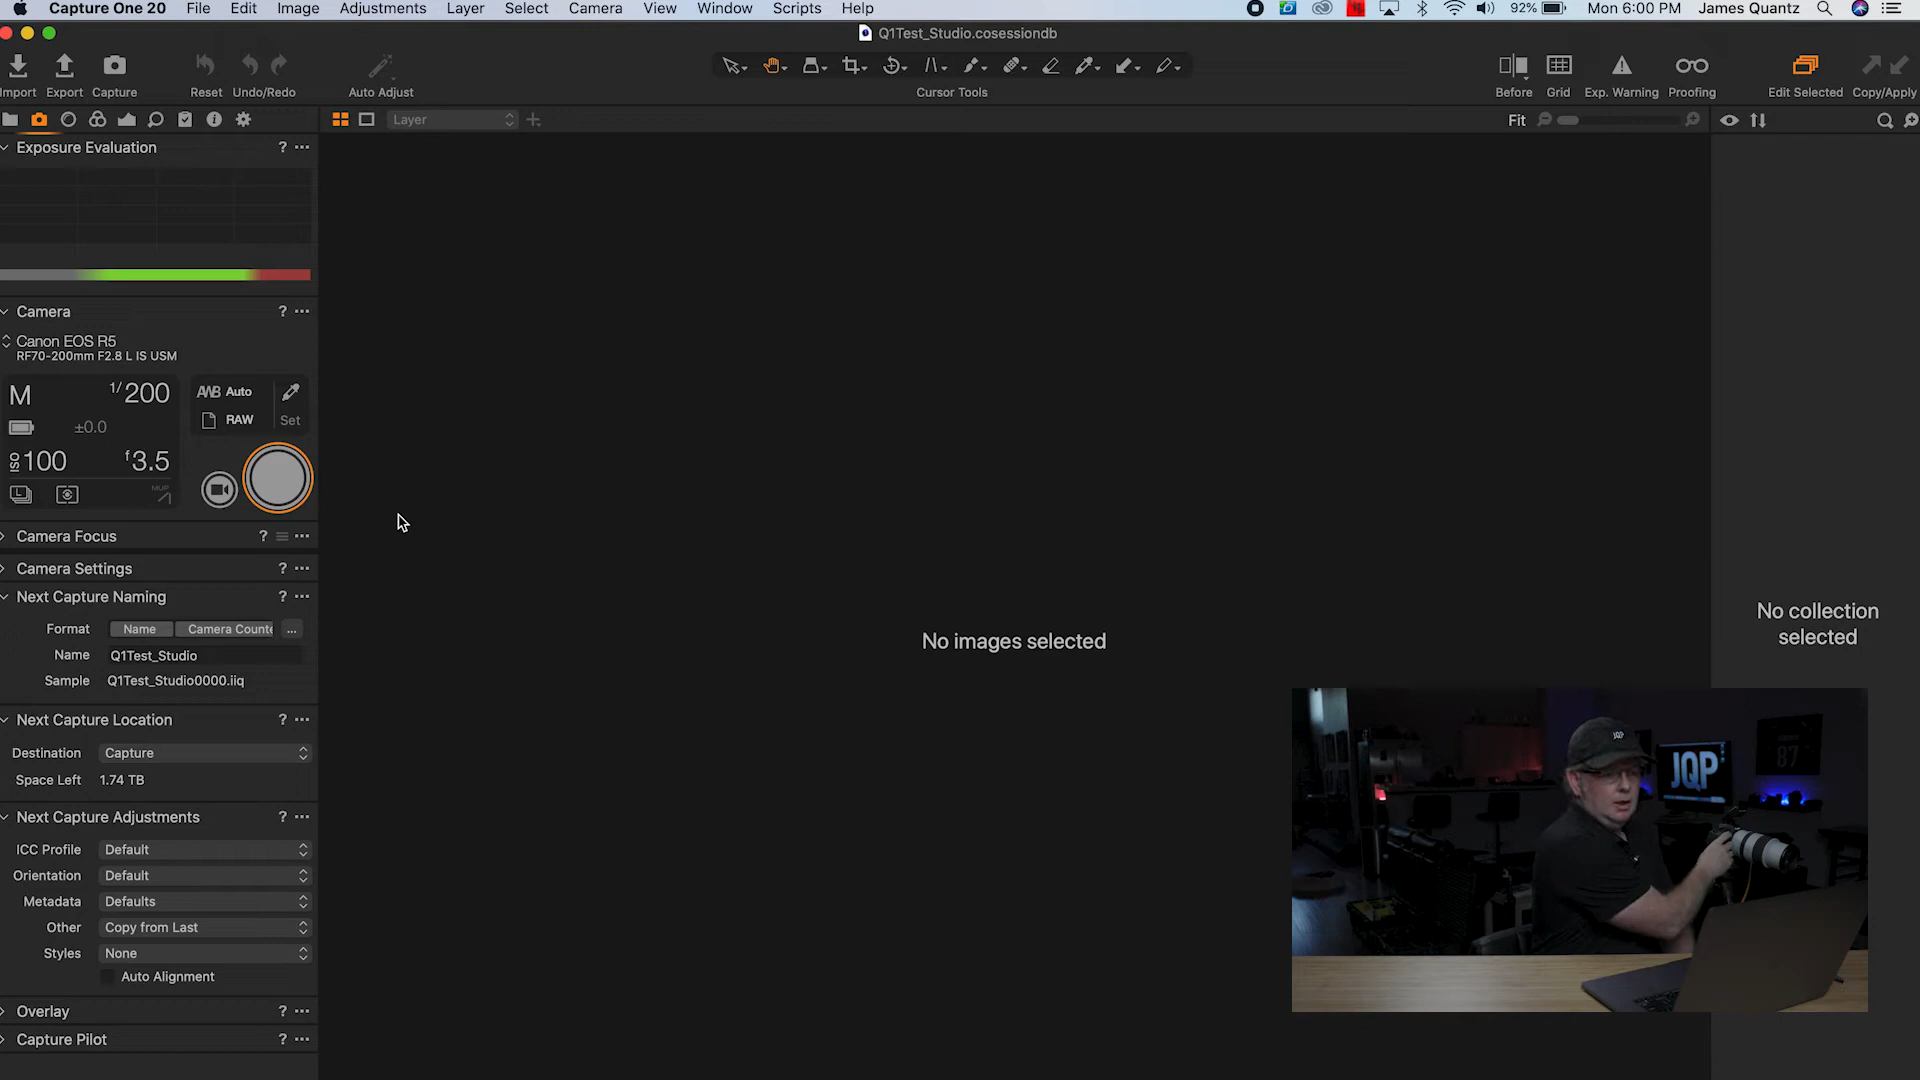 Capture One 20 File Edit Image Adjustments Layer Select Camera View Window Scripts Help 92% Mon 6:00 PM James Quantz
Q1Test_Studio.cosessiondb
Import Export Capture Reset Undo/Redo Auto Adjust Cursor Tools Before Grid Exp. Warning Proofing Edit Selected Copy/Apply
Layer Fit
Exposure Evaluation ?
Camera ?
Canon EOS R5
RF70-200mm F2.8 L IS USM
M 1/200 AWB Auto
±0.0 RAW Set
ISO 100 f3.5
L MUP
Camera Focus ?
Camera Settings ?
Next Capture Naming ?
Format Name Camera Counte ...
Name Q1Test_Studio
Sample Q1Test_Studio0000.iiq
Next Capture Location ?
Destination Capture
Space Left 1.74 TB
Next Capture Adjustments ?
ICC Profile Default
Orientation Default
Metadata Defaults
Other Copy from Last
Styles None
Auto Alignment
Overlay ?
Capture Pilot ?
No images selected
No collection
selected
JQP
JQP
87